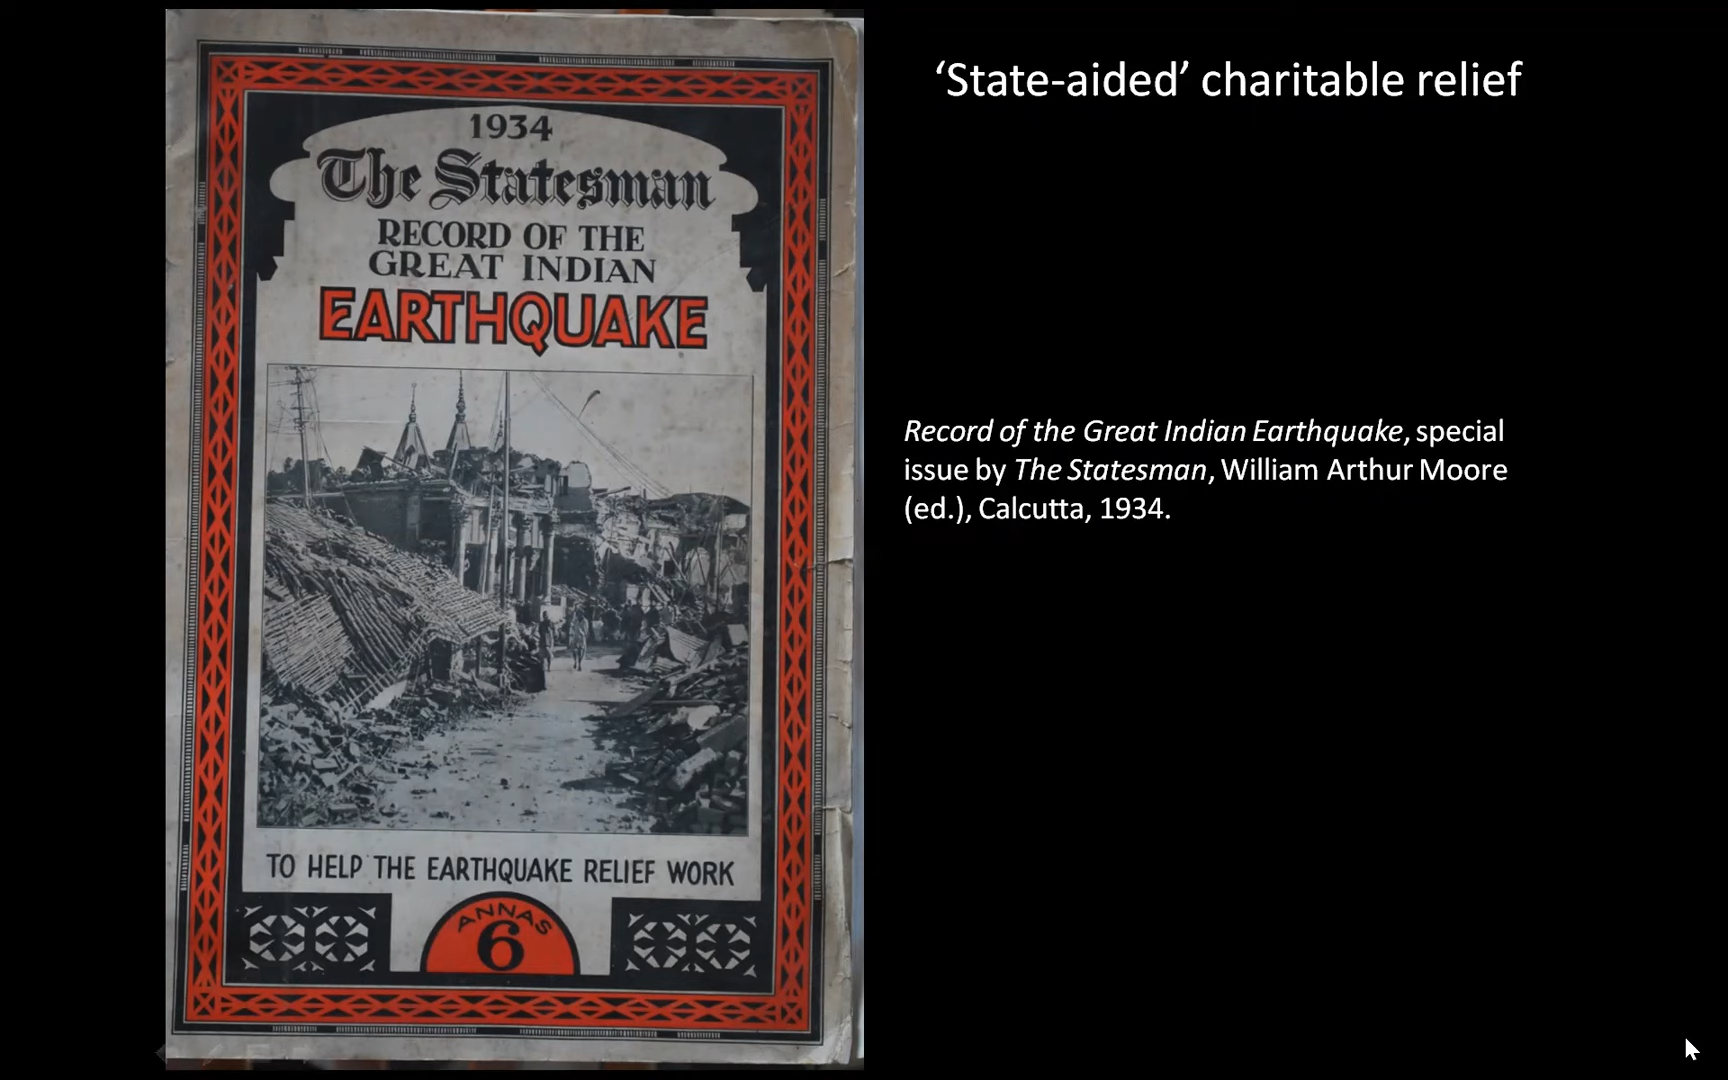 1934
The Statesman
RECORD OF THE
GREAT INDIAN
EARTHQUAKE
TO HELP THE EARTHQUAKE RELIEF WORK
ANNAS
6
‘State-aided’ charitable relief
Record of the Great Indian Earthquake, special
issue by The Statesman, William Arthur Moore
(ed.), Calcutta, 1934.